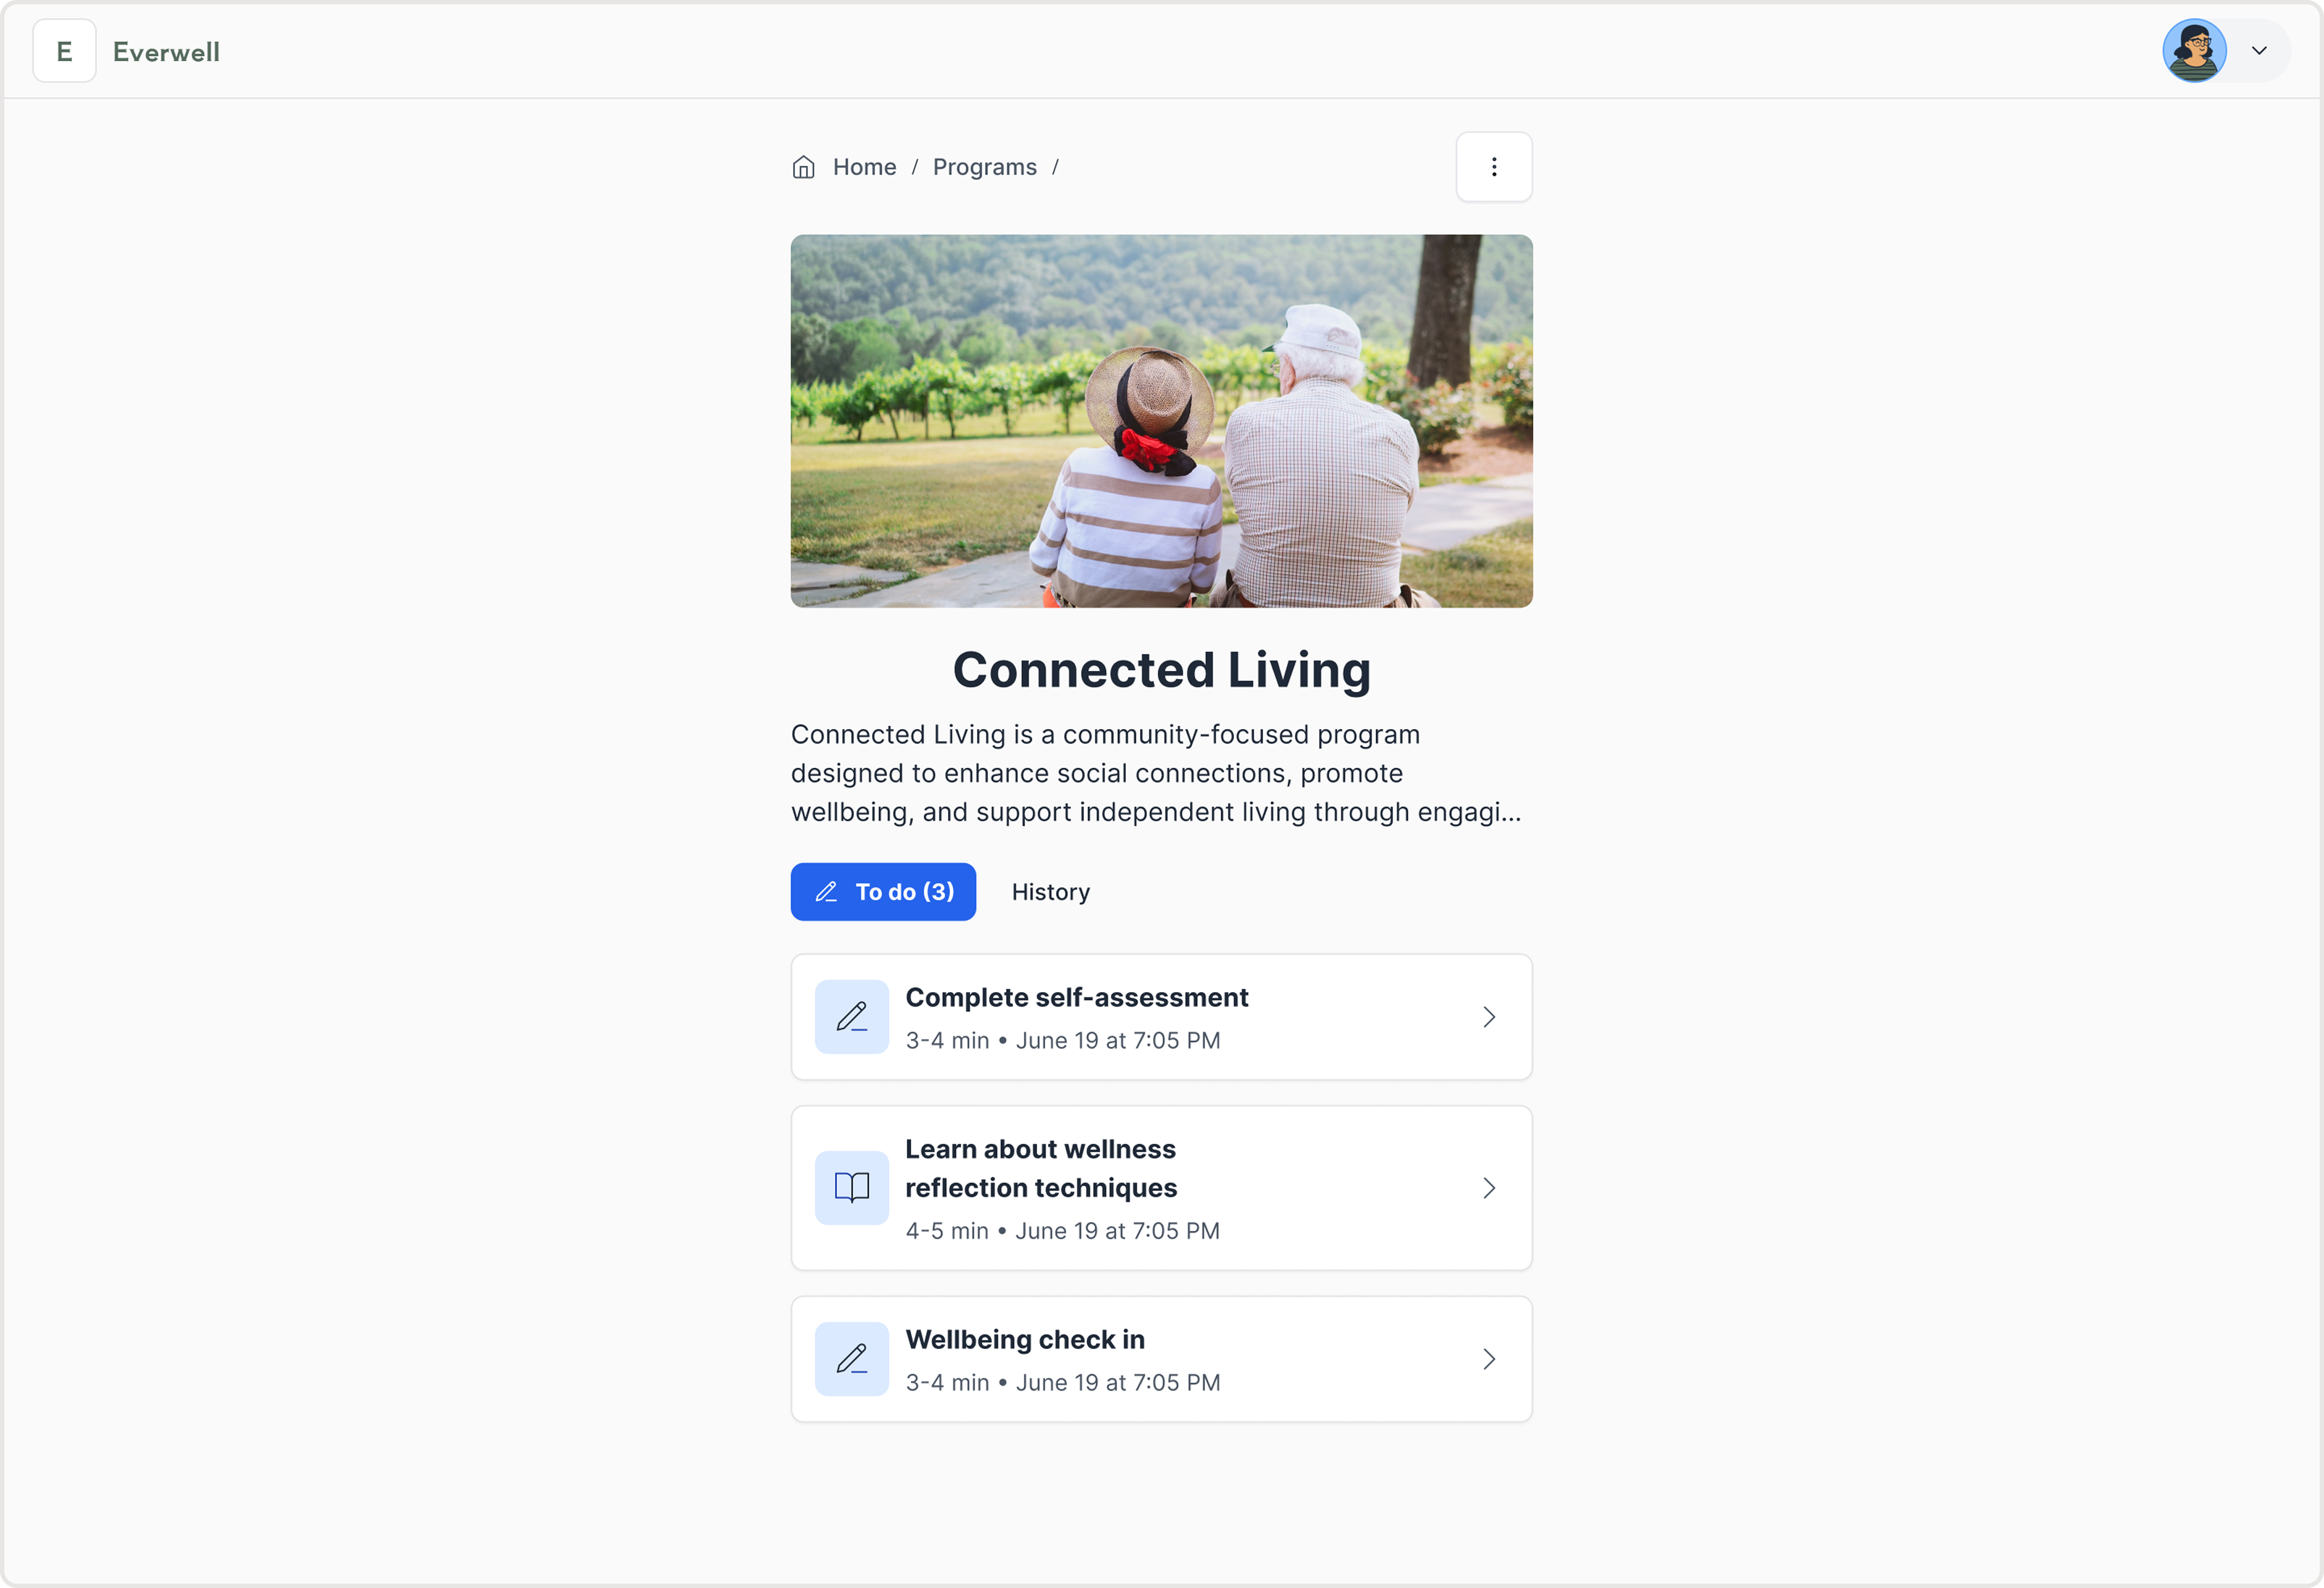 E Everwell
Home / Programs /
Connected Living
Connected Living is a community-focused program
designed to enhance social connections, promote
wellbeing, and support independent living through engagi...
To do (3) History
Complete self-assessment
3-4 min • June 19 at 7:05 PM
Learn about wellness
reflection techniques
4-5 min • June 19 at 7:05 PM
Wellbeing check in
3-4 min • June 19 at 7:05 PM